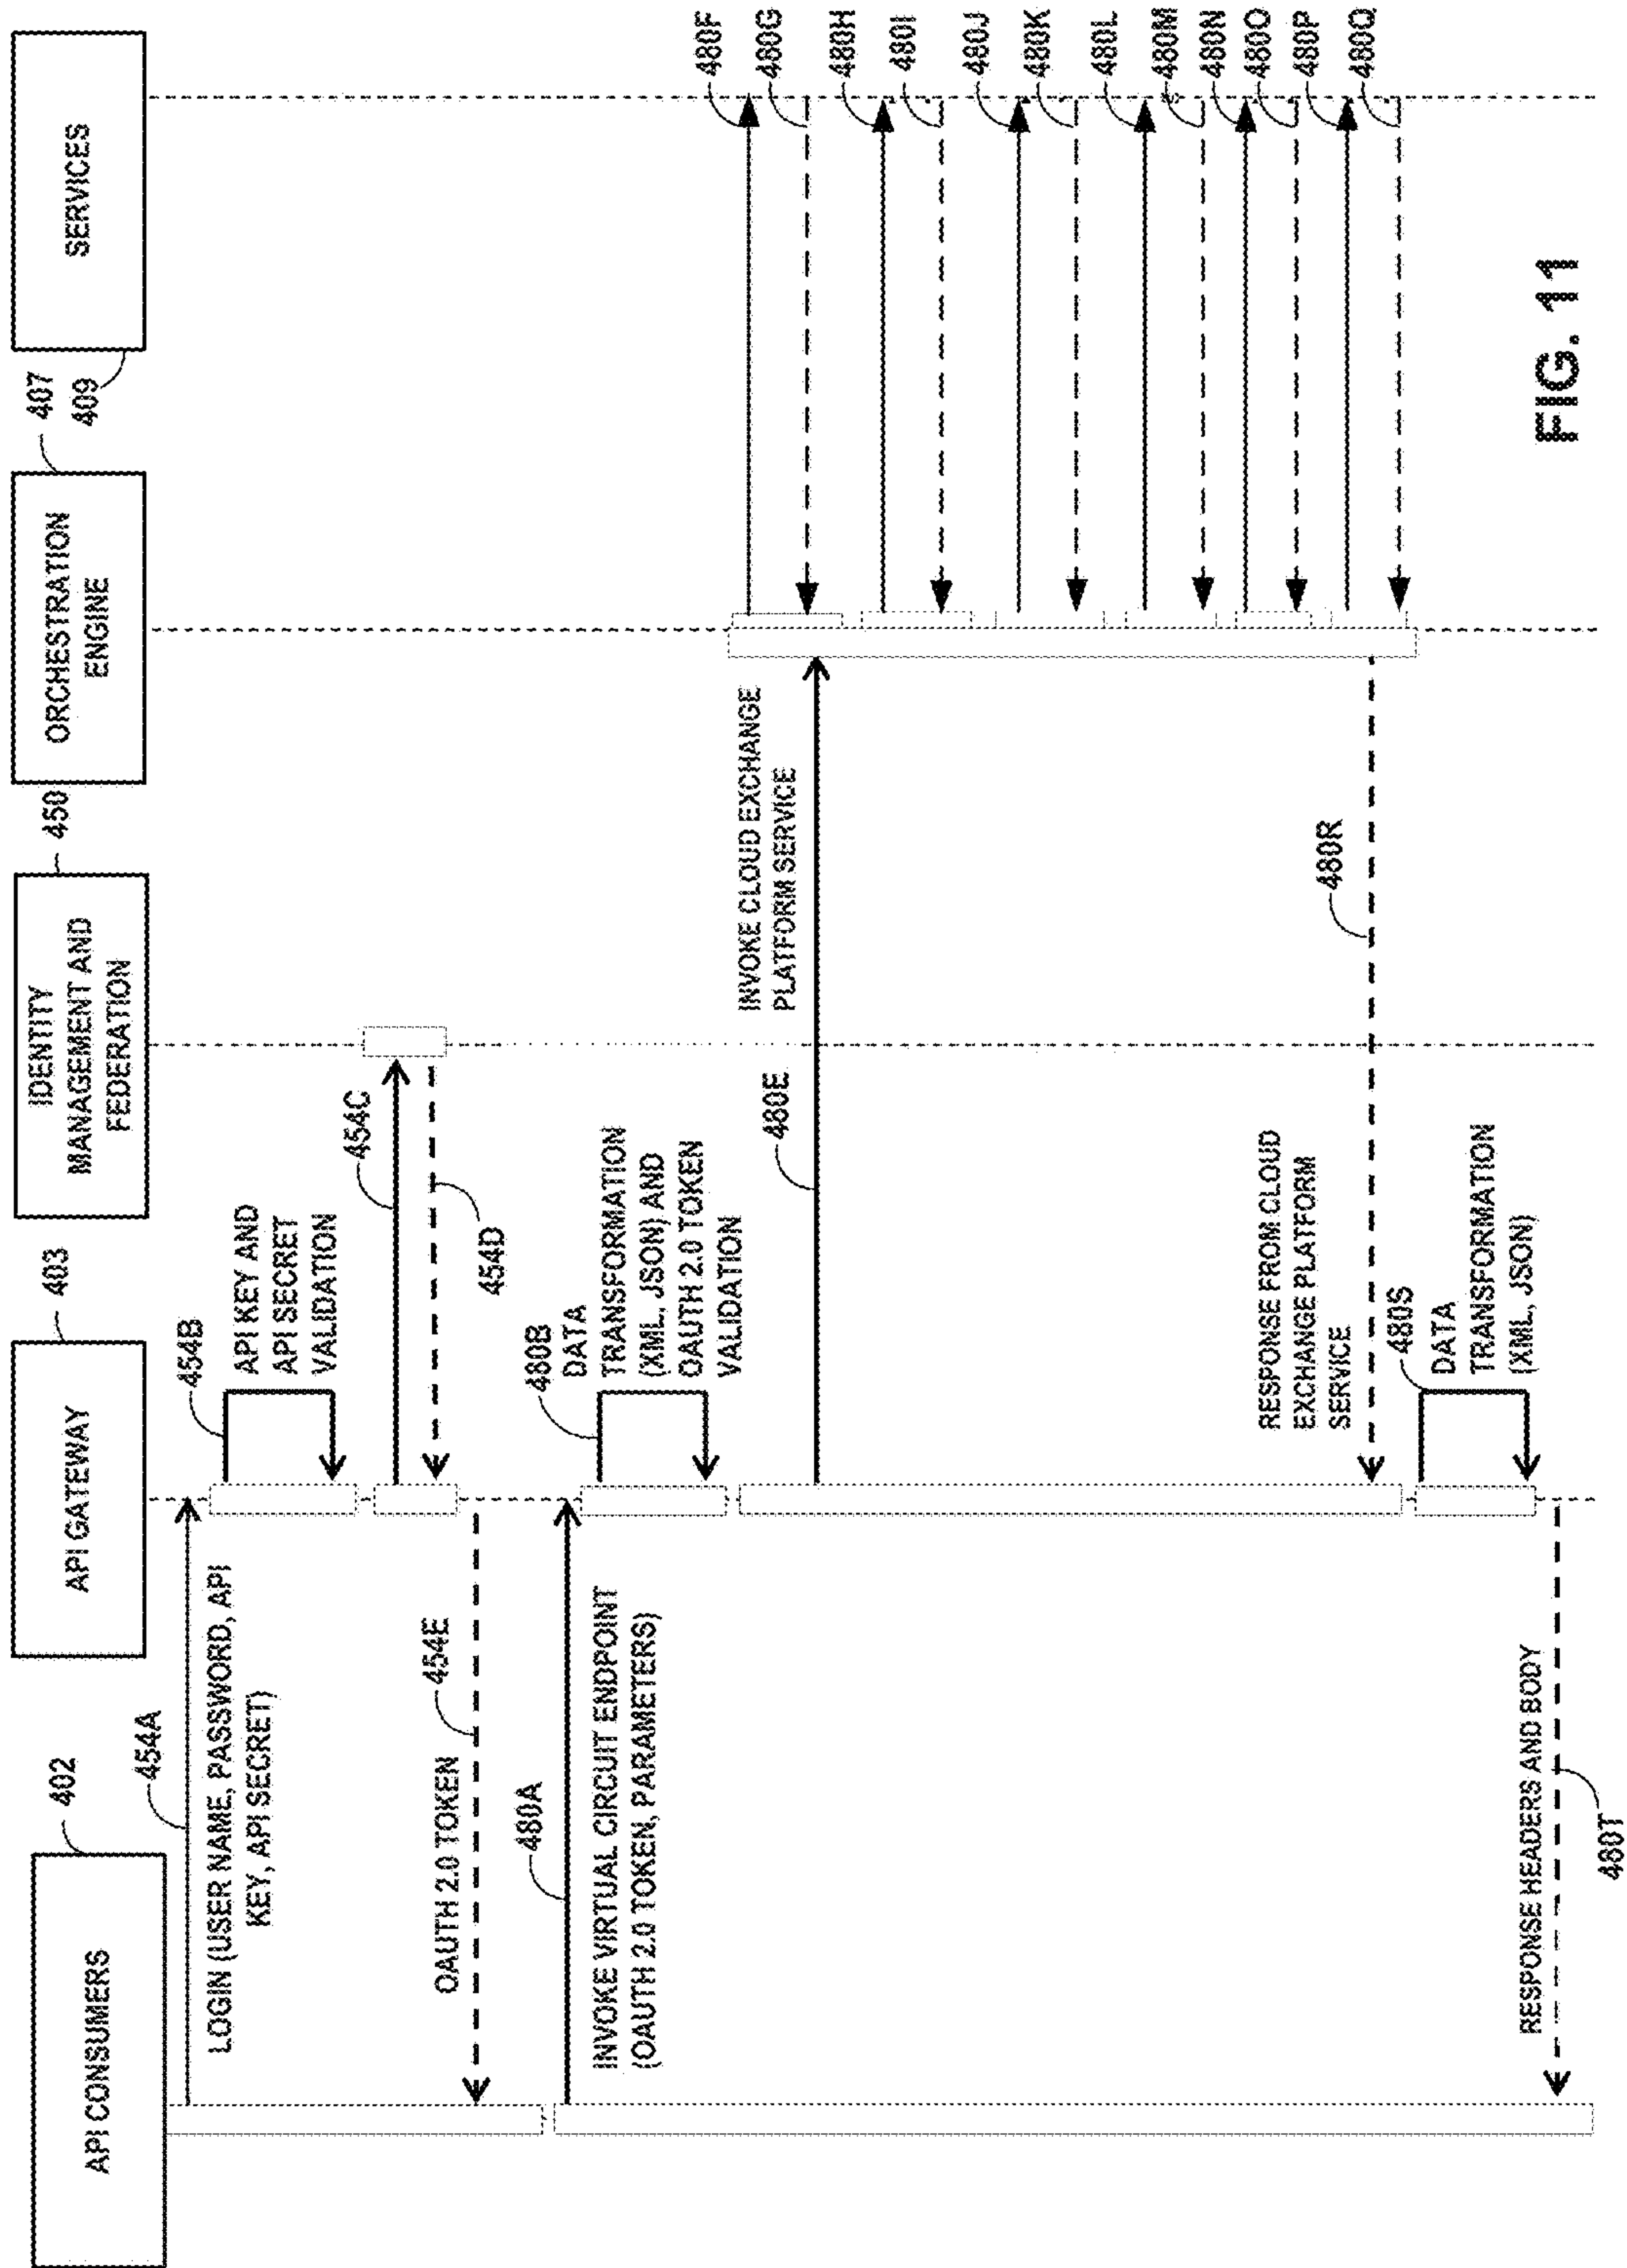 API CONSUMERS
402
API GATEWAY
403
IDENTITY
MANAGEMENT AND
FEDERATION
450
ORCHESTRATION
ENGINE
407
SERVICES
409
454A
LOGIN (USER NAME, PASSWORD, API
KEY, API SECRET)
454B
API KEY AND
API SECRET
VALIDATION
454C
454D
OAUTH 2.0 TOKEN
454E
480A
INVOKE VIRTUAL CIRCUIT ENDPOINT
(OAUTH 2.0 TOKEN, PARAMETERS)
480B
DATA
TRANSFORMATION
(XML, JSON) AND
OAUTH 2.0 TOKEN
VALIDATION
480E
INVOKE CLOUD EXCHANGE
PLATFORM SERVICE
480F
480G
480H
480I
480J
480K
480L
480M
480N
480O
480P
480Q
480R
RESPONSE FROM CLOUD
EXCHANGE PLATFORM
SERVICE
480S
DATA
TRANSFORMATION
(XML, JSON)
RESPONSE HEADERS AND BODY
480T
FIG. 11